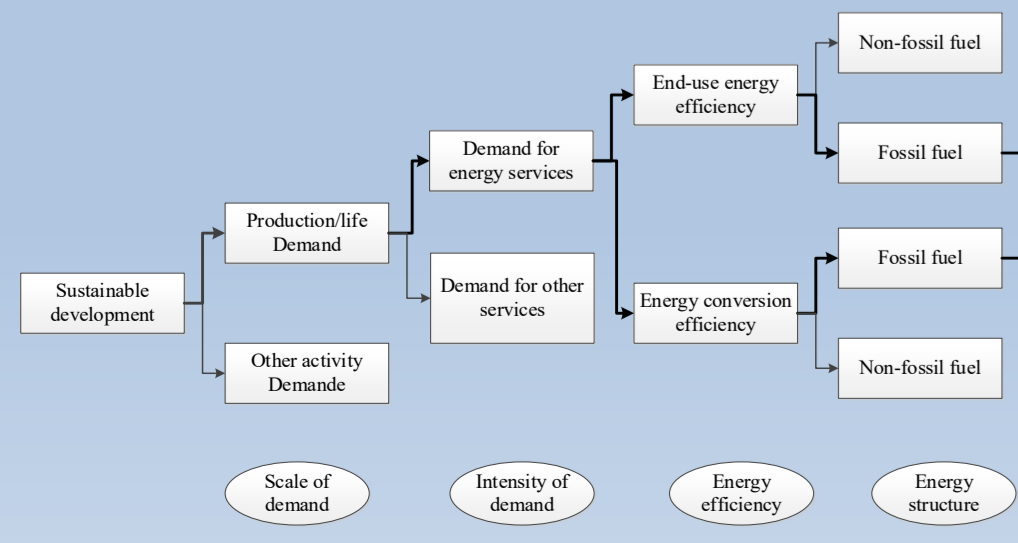 Non-fossil fuel
End-use energy
efficiency
Fossil fuel
Demand for
energy services
Production/life
Demand
Fossil fuel
Demand for other
services
Sustainable
development
Energy conversion
efficiency
Other activity
Demande
Non-fossil fuel
Scale of
demand
Intensity of
demand
Energy
efficiency
Energy
structure